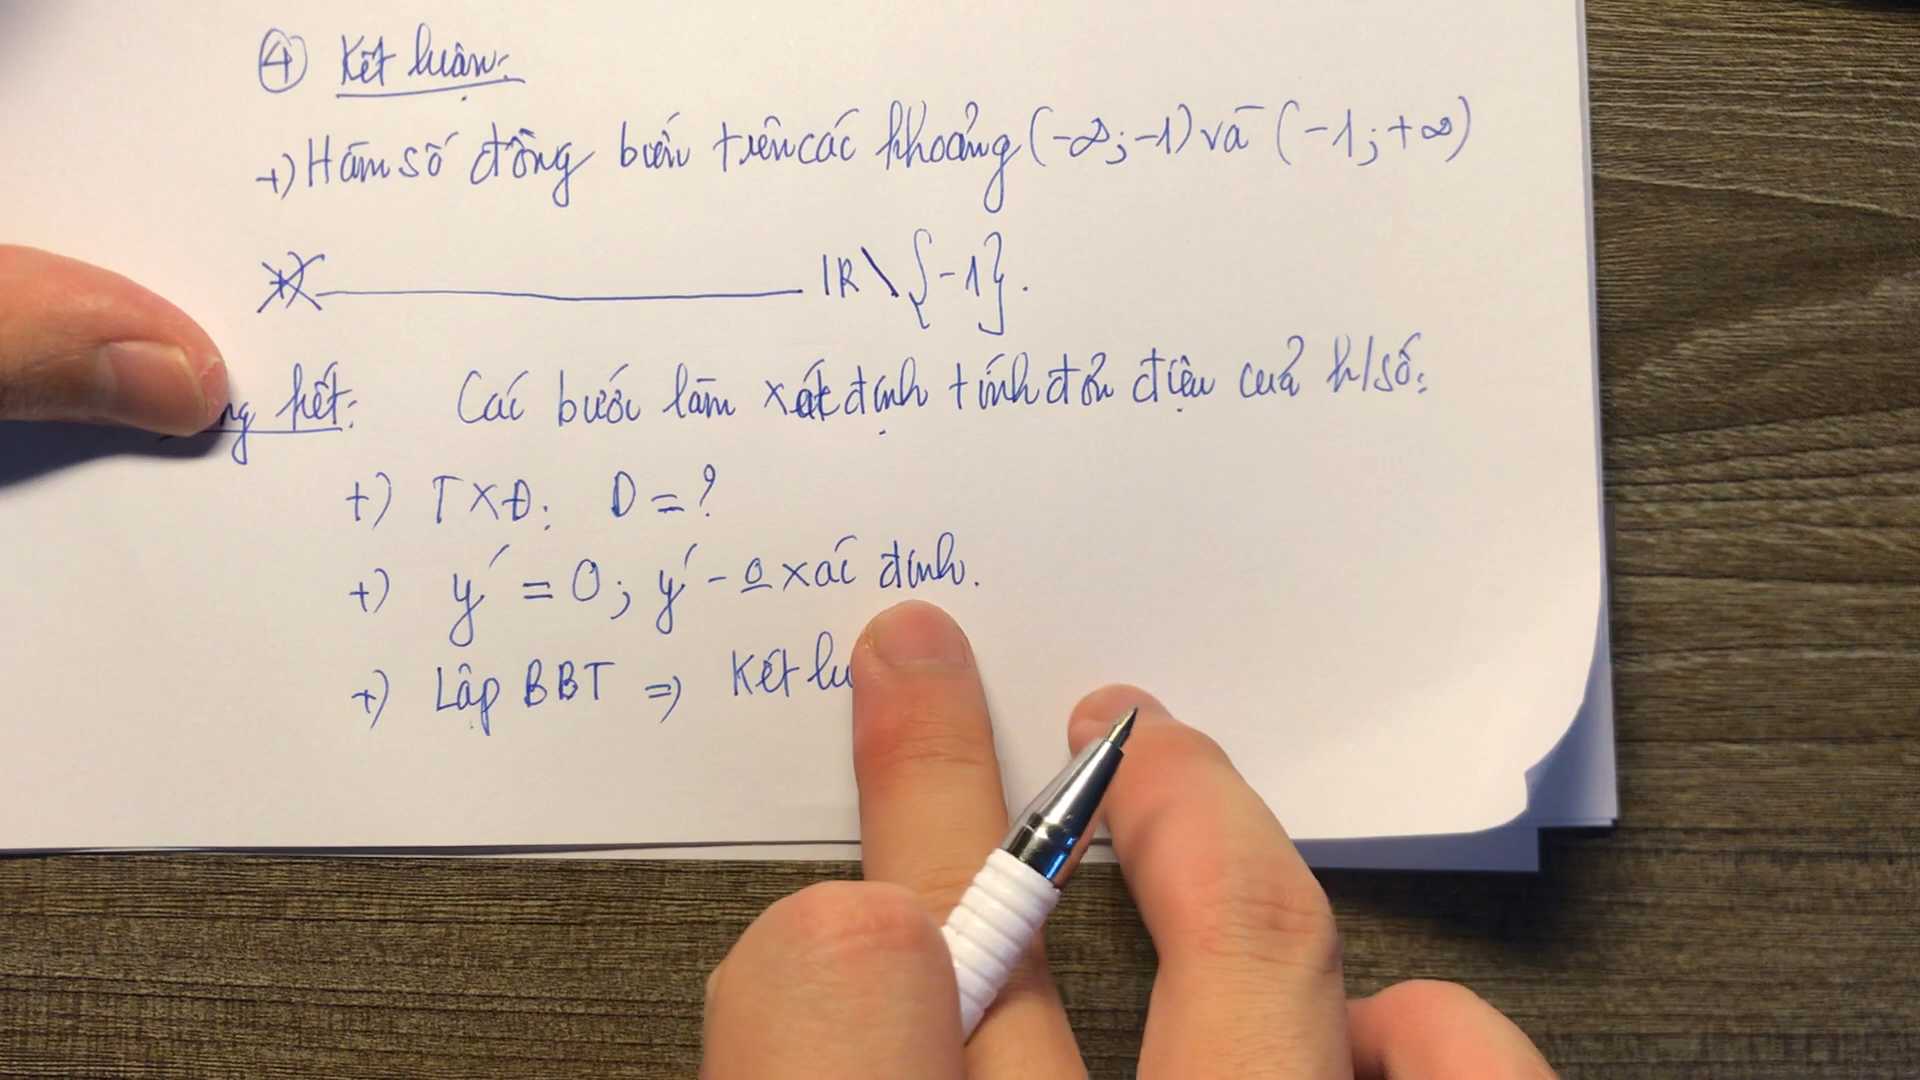 ④ Kết luận:
+) Hàm số đồng biến trên các khoảng (-∞; -1) và (-1; +∞)
+) ———— ℝ \ {-1}.
ng kết: Các bước làm xác định tính đơn điệu của h/số:
+) TXĐ: D = ?
+) y' = 0; y' - o xác định.
+) Lập BBT => Kết lu